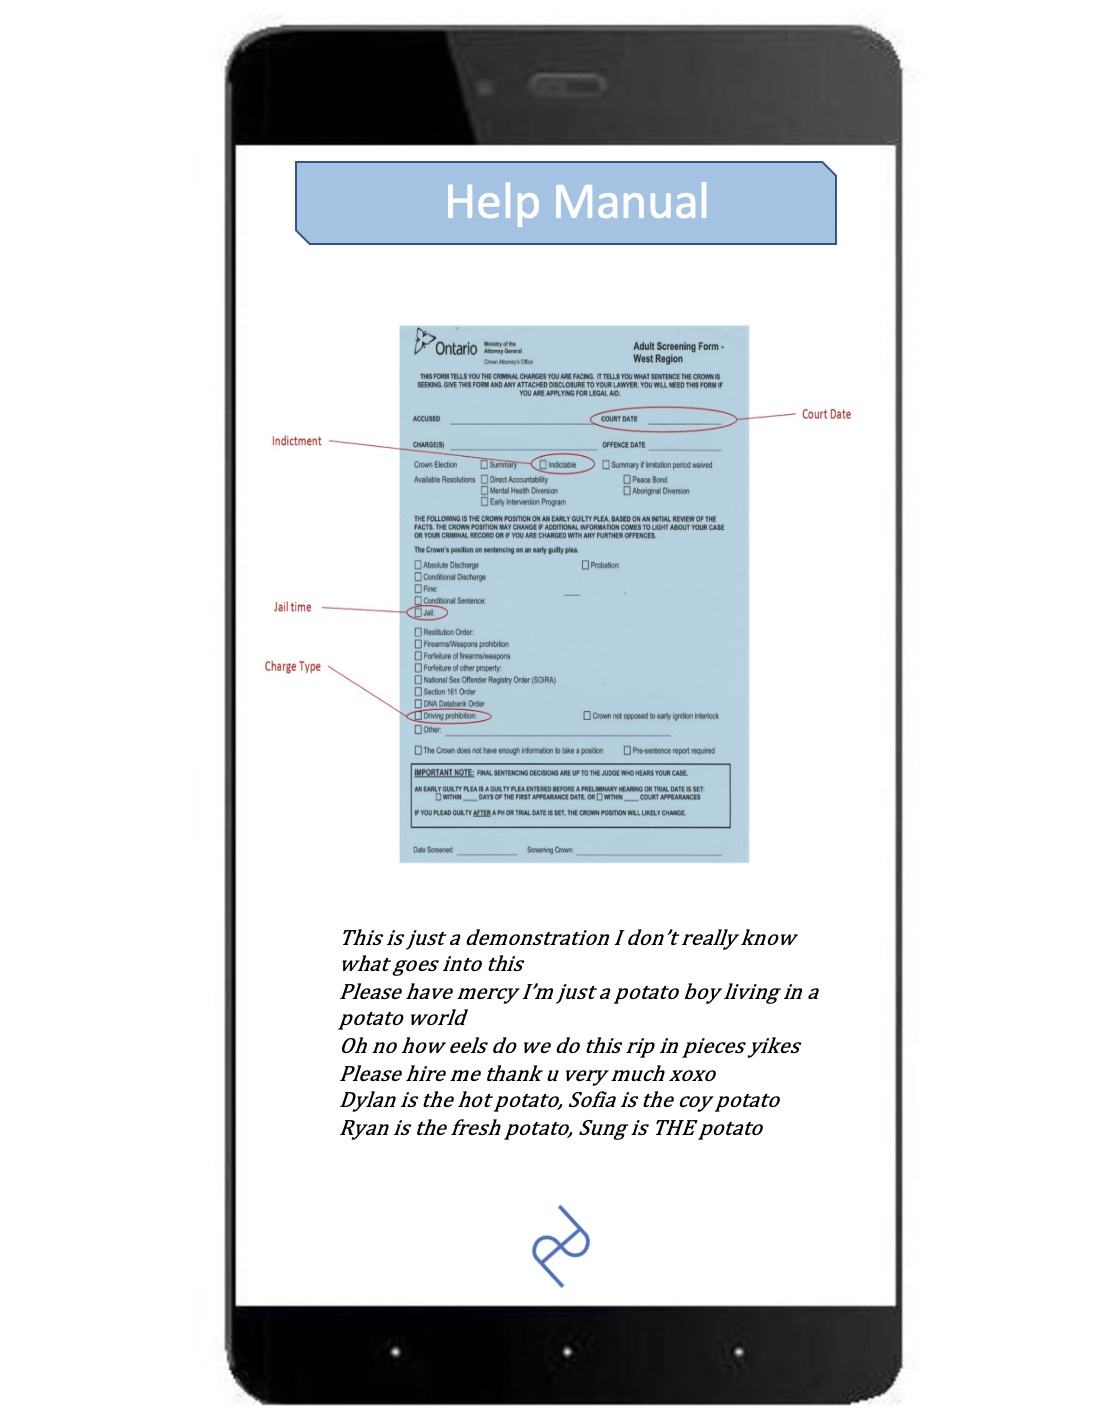 Help Manual
Ontario
Ministry of the
Attorney General
Crown Attorney's Office
Adult Screening Form -
West Region
THIS FORM TELLS YOU THE CRIMINAL CHARGES YOU ARE FACING. IT TELLS YOU WHAT SENTENCE THE CROWN IS
SEEKING. GIVE THIS FORM AND ANY ATTACHED DISCLOSURE TO YOUR LAWYER. YOU WILL NEED THIS FORM IF
YOU ARE APPLYING FOR LEGAL AID.
ACCUSED COURT DATE
Court Date
Indictment
CHARGE(S) OFFENCE DATE
Crown Election Summary Indictable Summary if limitation period waived
Available Resolutions Direct Accountability Peace Bond
Mental Health Diversion Aboriginal Diversion
Early Intervention Program
THE FOLLOWING IS THE CROWN POSITION ON AN EARLY GUILTY PLEA, BASED ON AN INITIAL REVIEW OF THE
FACTS. THE CROWN POSITION MAY CHANGE IF ADDITIONAL INFORMATION COMES TO LIGHT ABOUT YOUR CASE
OR YOUR CRIMINAL RECORD OR IF YOU ARE CHARGED WITH ANY FURTHER OFFENCES.
The Crown's position on sentencing on an early guilty plea.
Absolute Discharge Probation:
Conditional Discharge
Fine:
Conditional Sentence:
Jail time
Jail:
Restitution Order:
Firearms/Weapons prohibition
Forfeiture of firearms/weapons
Charge Type
Forfeiture of other property:
National Sex Offender Registry Order (SOIRA)
Section 161 Order
DNA Databank Order
Driving prohibition: Crown not opposed to early ignition interlock
Other:
The Crown does not have enough information to take a position Pre-sentence report required
IMPORTANT NOTE: FINAL SENTENCING DECISIONS ARE UP TO THE JUDGE WHO HEARS YOUR CASE.
AN EARLY GUILTY PLEA IS A GUILTY PLEA ENTERED BEFORE A PRELIMINARY HEARING OR TRIAL DATE IS SET:
WITHIN ____ DAYS OF THE FIRST APPEARANCE DATE, OR WITHIN ____ COURT APPEARANCES
IF YOU PLEAD GUILTY AFTER A PH OR TRIAL DATE IS SET, THE CROWN POSITION WILL LIKELY CHANGE.
Date Screened: Screening Crown:
This is just a demonstration I don't really know
what goes into this
Please have mercy I'm just a potato boy living in a
potato world
Oh no how eels do we do this rip in pieces yikes
Please hire me thank u very much xoxo
Dylan is the hot potato, Sofia is the coy potato
Ryan is the fresh potato, Sung is THE potato